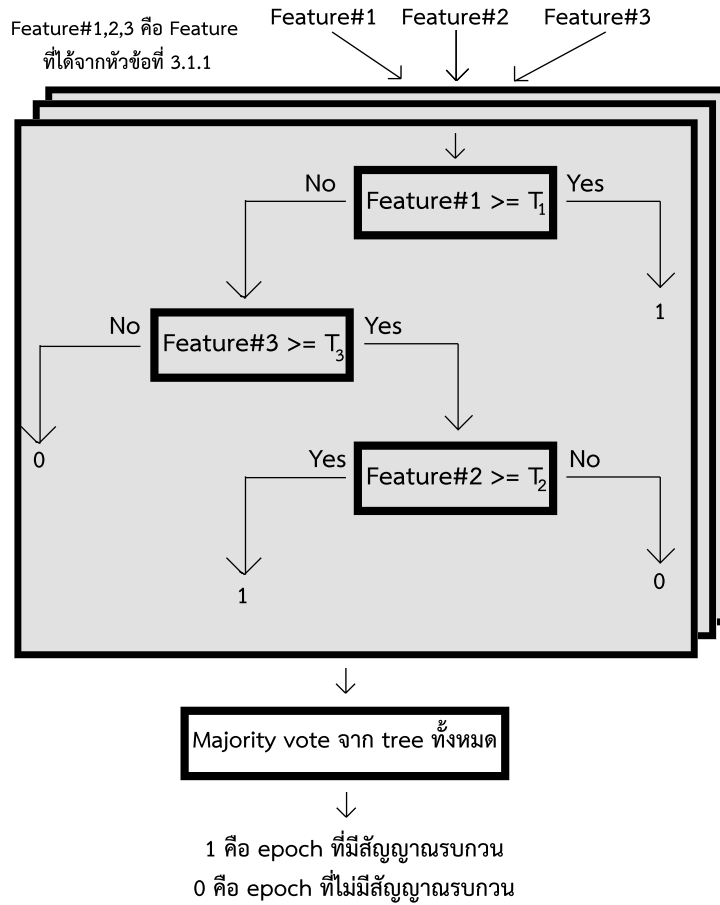 Feature#1,2,3 คือ Feature
ที่ได้จากหัวข้อที่ 3.1.1
Feature#1 Feature#2 Feature#3
No Feature#1 >= T1 Yes
1
No Feature#3 >= T3 Yes
0
Yes Feature#2 >= T2 No
1
0
Majority vote จาก tree ทั้งหมด
1 คือ epoch ที่มีสัญญาณรบกวน
0 คือ epoch ที่ไม่มีสัญญาณรบกวน